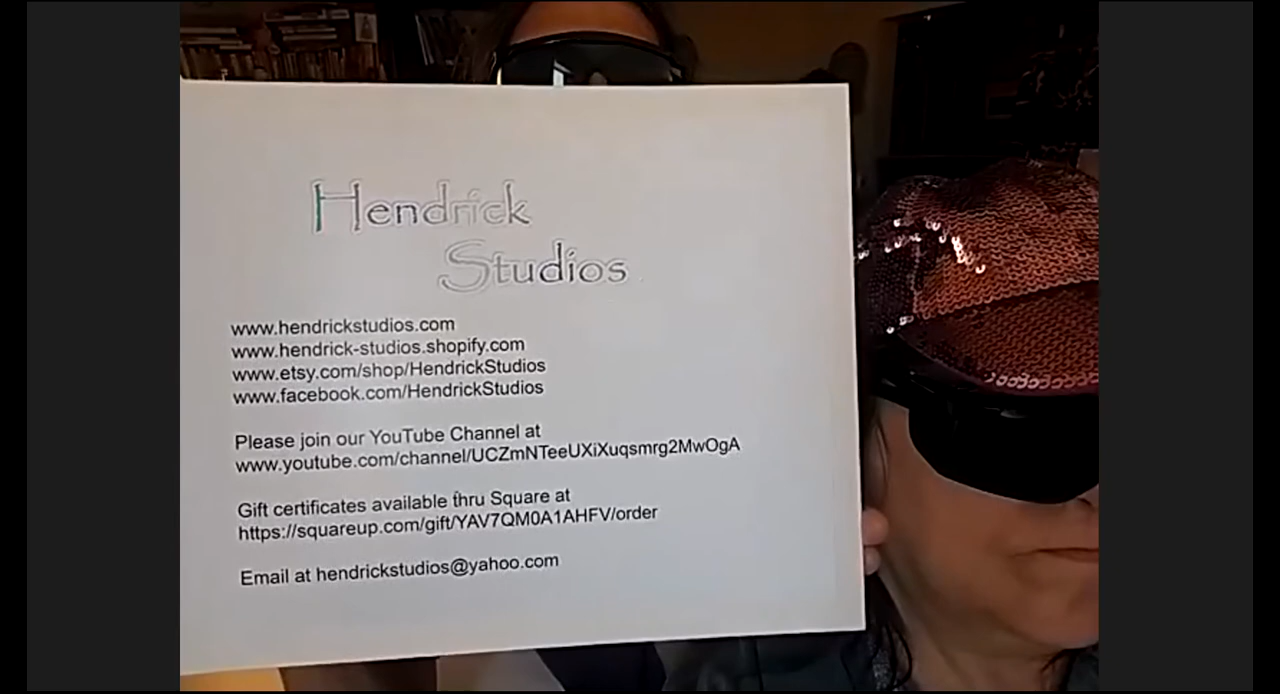 Hendrick
Studios
www.hendrickstudios.com
www.hendrick-studios.shopify.com
www.etsy.com/shop/HendrickStudios
www.facebook.com/HendrickStudios
Please join our YouTube Channel at
www.youtube.com/channel/UCZmNTeeUXiXuqsmrg2MwOgA
Gift certificates available thru Square at
https://squareup.com/gift/YAV7QM0A1AHFV/order
Email at hendrickstudios@yahoo.com